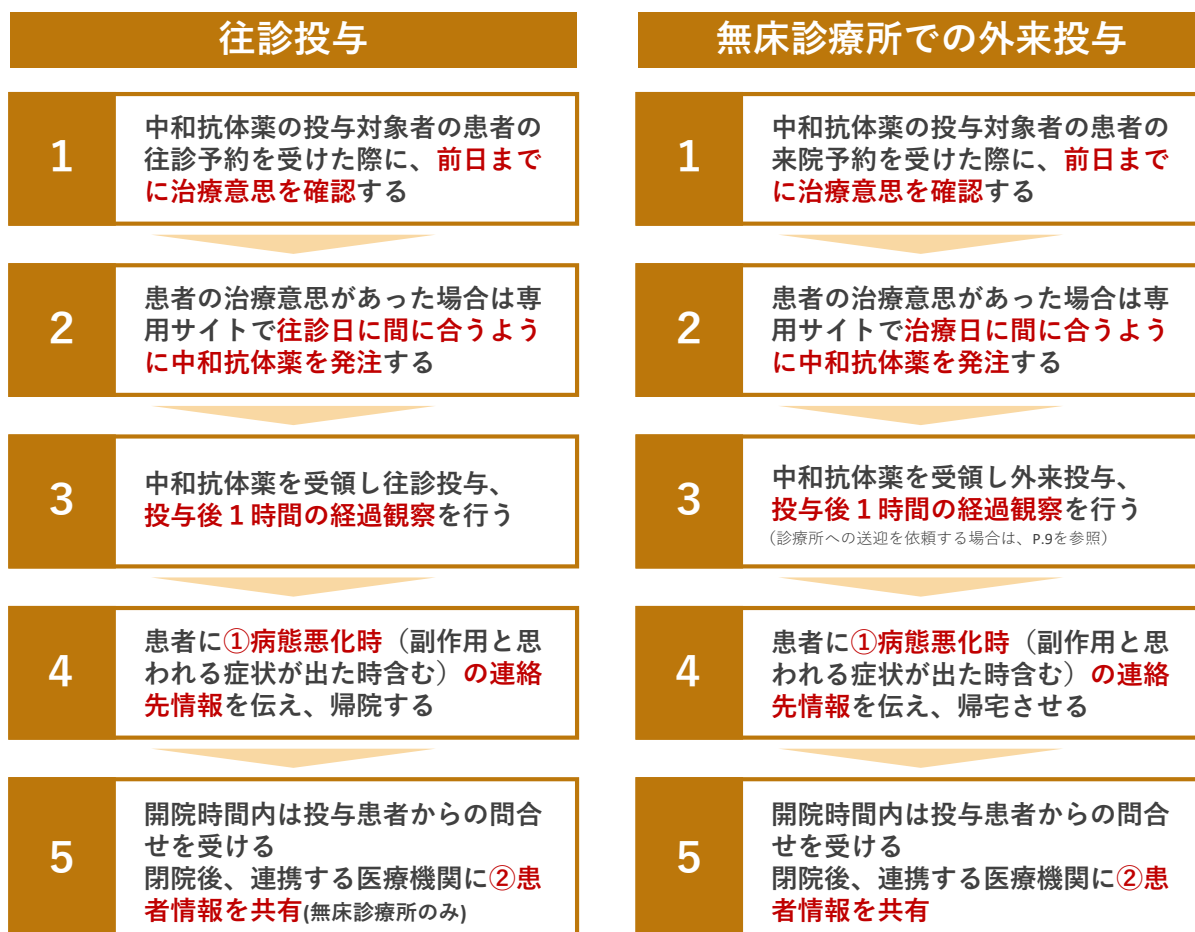 往診投与
1
中和抗体薬の投与対象者の患者の
往診予約を受けた際に、前日まで
に治療意思を確認する
2
患者の治療意思があった場合は専
用サイトで往診日に間に合うよう
に中和抗体薬を発注する
3
中和抗体薬を受領し往診投与、
投与後１時間の経過観察を行う
4
患者に①病態悪化時（副作用と思
われる症状が出た時含む）の連絡
先情報を伝え、帰院する
5
開院時間内は投与患者からの問合
せを受ける
閉院後、連携する医療機関に②患
者情報を共有(無床診療所のみ)
無床診療所での外来投与
1
中和抗体薬の投与対象者の患者の
来院予約を受けた際に、前日まで
に治療意思を確認する
2
患者の治療意思があった場合は専
用サイトで治療日に間に合うよう
に中和抗体薬を発注する
3
中和抗体薬を受領し外来投与、
投与後１時間の経過観察を行う
（診療所への送迎を依頼する場合は、P.9を参照）
4
患者に①病態悪化時（副作用と思
われる症状が出た時含む）の連絡
先情報を伝え、帰宅させる
5
開院時間内は投与患者からの問合
せを受ける
閉院後、連携する医療機関に②患
者情報を共有